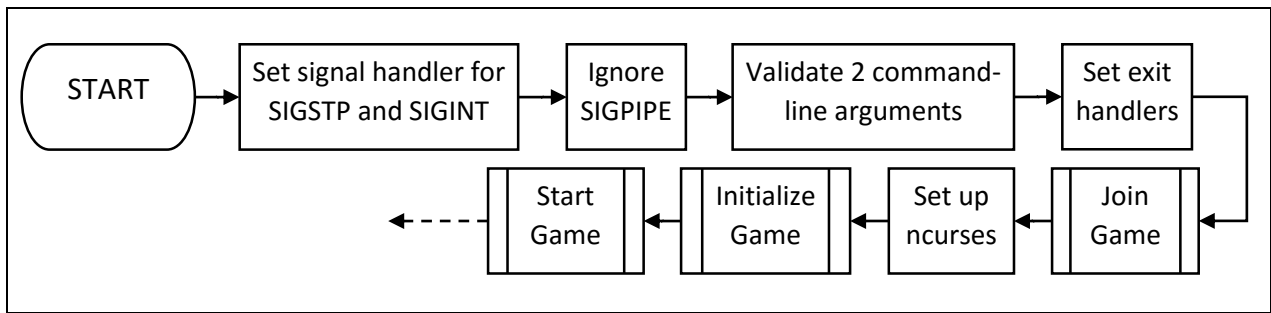 START
Set signal handler for
SIGSTP and SIGINT
Ignore
SIGPIPE
Validate 2 command-
line arguments
Set exit
handlers
Join
Game
Set up
ncurses
Initialize
Game
Start
Game